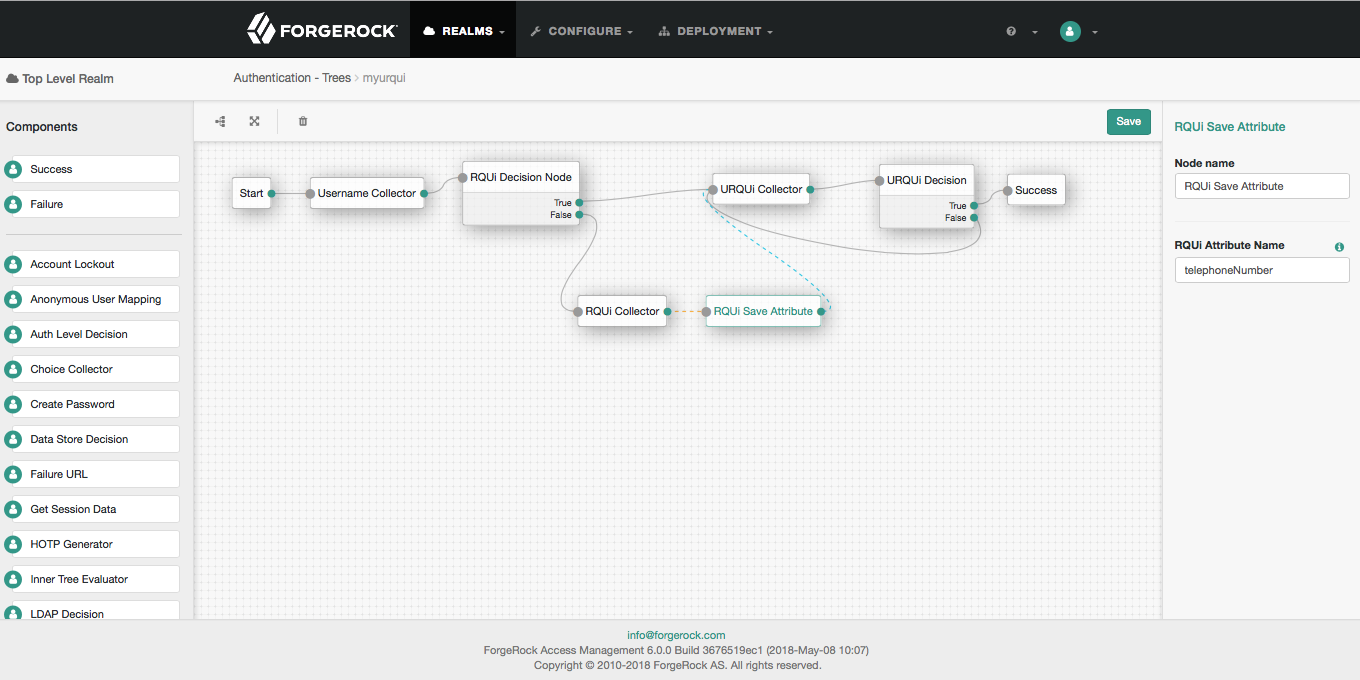 FORGEROCK
REALMS
CONFIGURE
DEPLOYMENT
Top Level Realm
Authentication - Trees › myurqui
Components
Success
Failure
Account Lockout
Anonymous User Mapping
Auth Level Decision
Choice Collector
Create Password
Data Store Decision
Failure URL
Get Session Data
HOTP Generator
Inner Tree Evaluator
LDAP Decision
Save
Start
Username Collector
RQUi Decision Node
True
False
URQUi Collector
URQUi Decision
True
False
Success
RQUi Collector
RQUi Save Attribute
RQUi Save Attribute
Node name
RQUi Save Attribute
RQUi Attribute Name
telephoneNumber
info@forgerock.com
ForgeRock Access Management 6.0.0 Build 3676519ec1 (2018-May-08 10:07)
Copyright © 2010-2018 ForgeRock AS. All rights reserved.